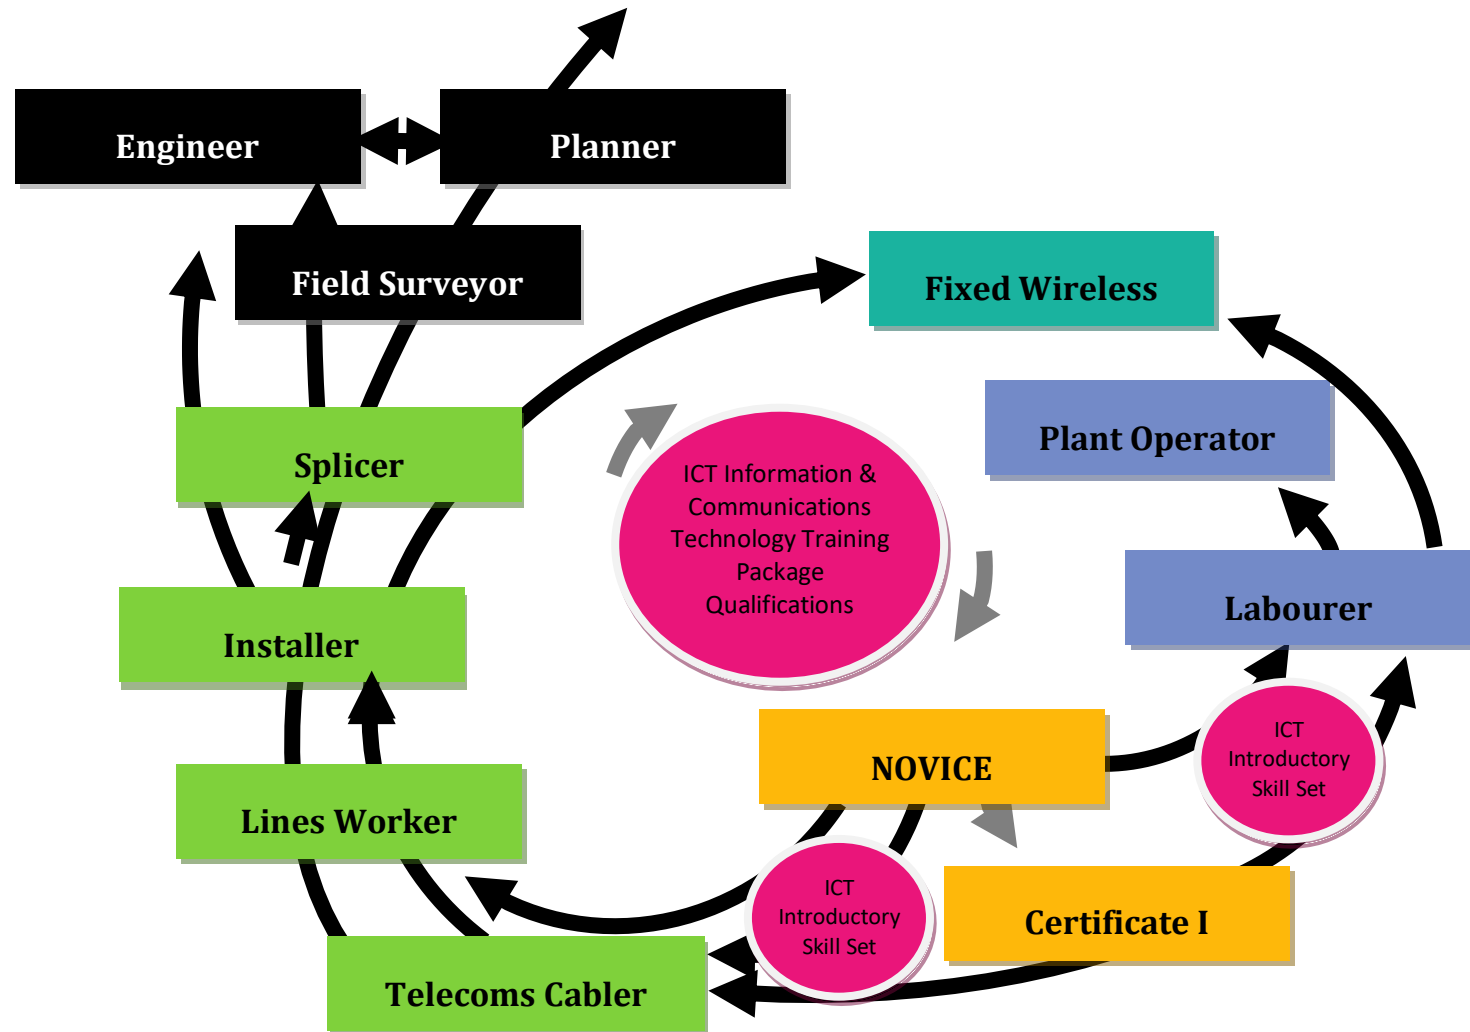 Engineer
Planner
Field Surveyor
Fixed Wireless
Plant Operator
Splicer
ICT Information &
Communications
Technology Training
Package
Qualifications
Labourer
Installer
ICT
Introductory
Skill Set
NOVICE
Lines Worker
ICT
Introductory
Skill Set
Certificate I
Telecoms Cabler